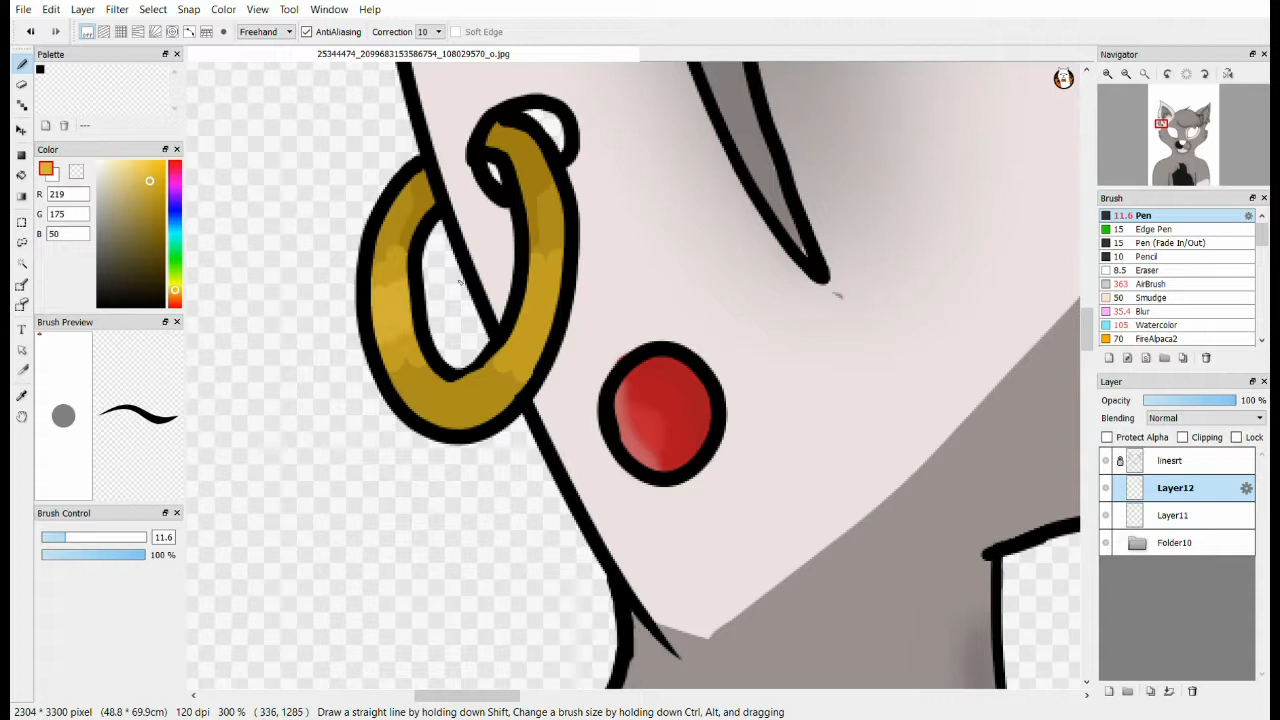 File Edit Layer Filter Select Snap Color View Tool Window Help
Freehand AntiAliasing Correction 10 Soft Edge
25344474_2099683153586754_108029570_o.jpg
Palette
---
Color
R 219
G 175
B 50
Brush Preview
Brush Control
11.6
100 %
Navigator
Brush
11.6 Pen
15 Edge Pen
15 Pen (Fade In/Out)
10 Pencil
8.5 Eraser
363 AirBrush
50 Smudge
35.4 Blur
105 Watercolor
70 FireAlpaca2
Layer
Opacity 100 %
Blending Normal
Protect Alpha Clipping Lock
linesrt
Layer12
Layer11
Folder10
2304 * 3300 pixel (48.8 * 69.9cm) 120 dpi 300 % ( 336, 1285 ) Draw a straight line by holding down Shift, Change a brush size by holding down Ctrl, Alt, and dragging